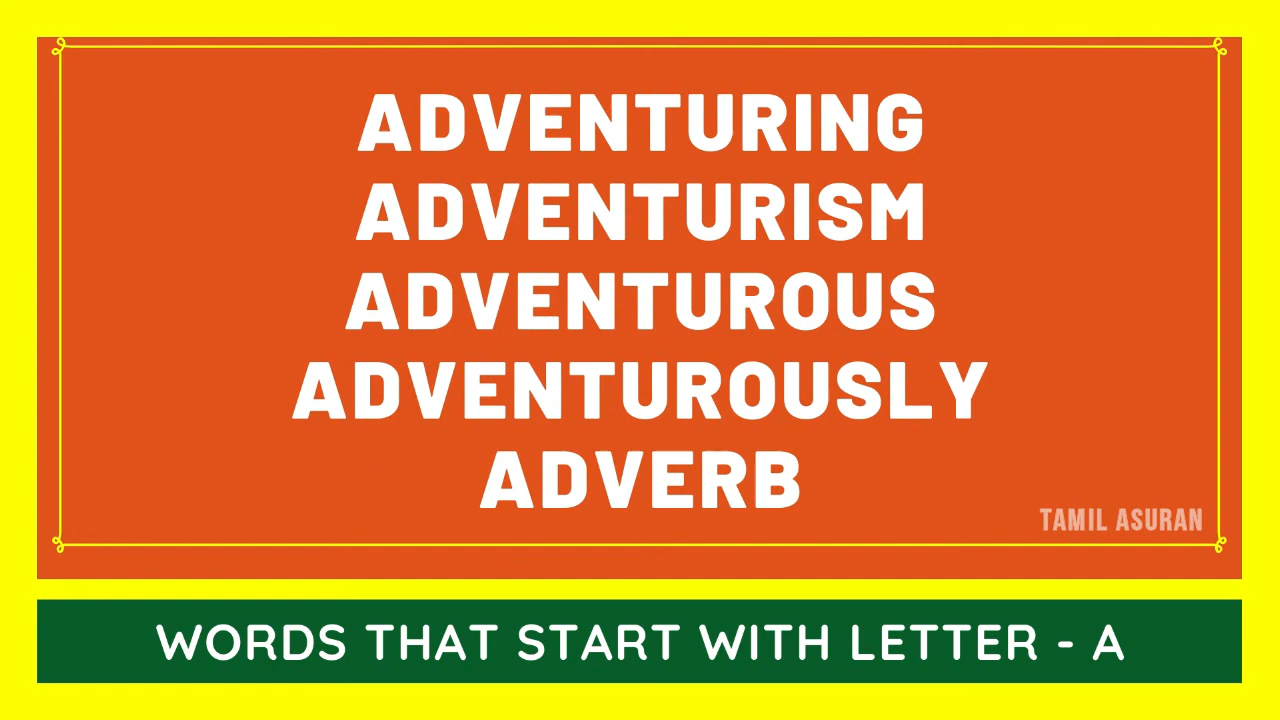 ADVENTURING
ADVENTURISM
ADVENTUROUS
ADVENTUROUSLY
ADVERB
TAMIL ASURAN
WORDS THAT START WITH LETTER - A